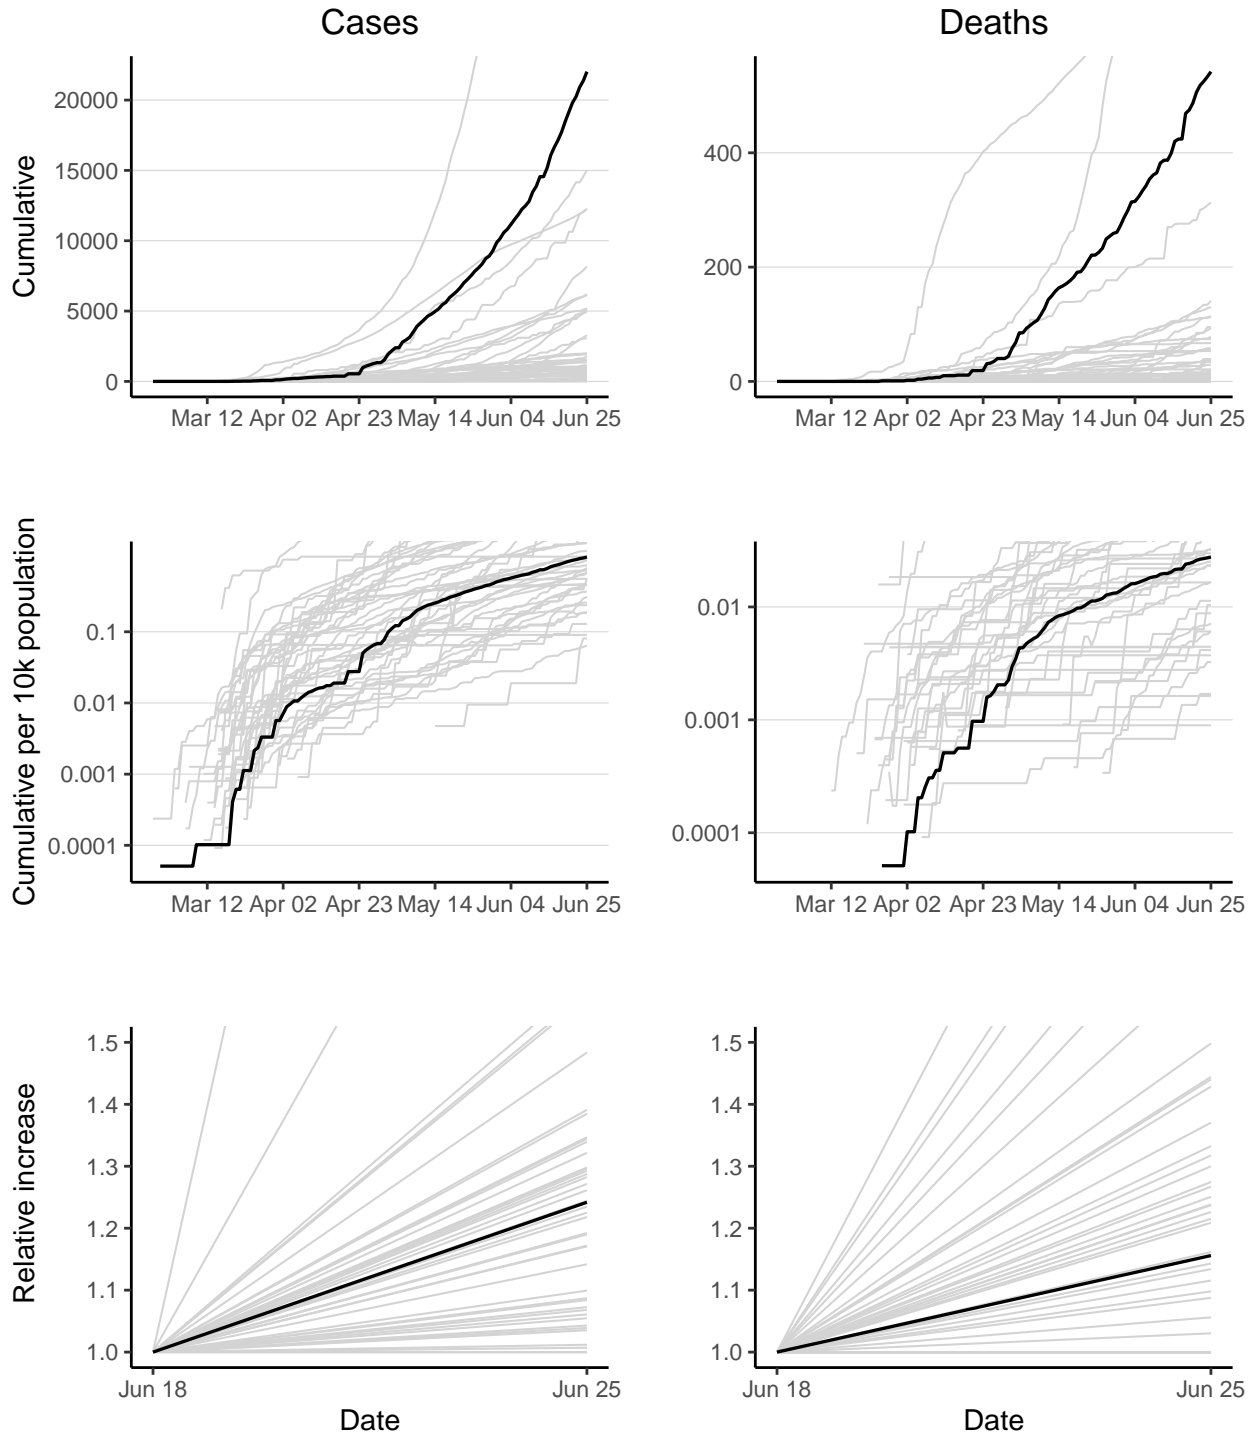 Cases
Deaths
Cumulative
20000
15000
10000
5000
0
Mar 12 Apr 02 Apr 23 May 14 Jun 04 Jun 25
400
200
0
Mar 12 Apr 02 Apr 23 May 14 Jun 04 Jun 25
Cumulative per 10k population
0.1
0.01
0.001
0.0001
Mar 12 Apr 02 Apr 23 May 14 Jun 04 Jun 25
0.01
0.001
0.0001
Mar 12 Apr 02 Apr 23 May 14 Jun 04 Jun 25
Relative increase
1.5
1.4
1.3
1.2
1.1
1.0
Jun 18 Jun 25
Date
1.5
1.4
1.3
1.2
1.1
1.0
Jun 18 Jun 25
Date